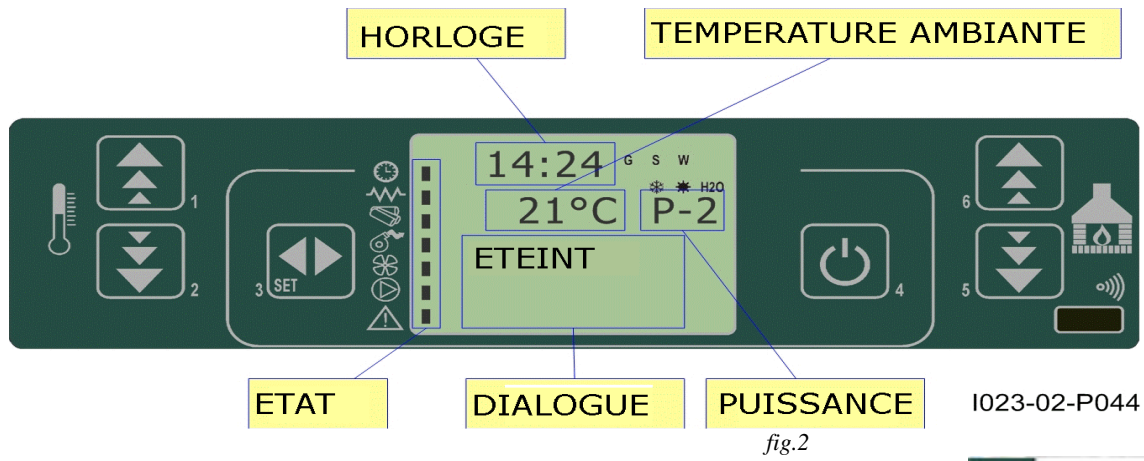 HORLOGE
TEMPERATURE AMBIANTE
14:24 G S W
H2O
21°C P-2
ETEINT
1
2
3 SET
4
6
5
ETAT
DIALOGUE
PUISSANCE
I023-02-P044
fig.2